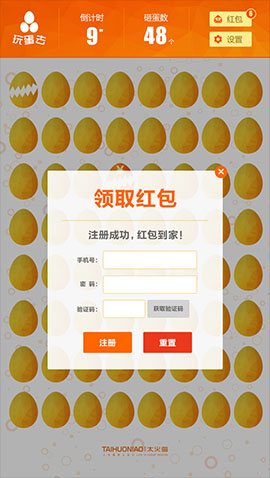 玩蛋去
倒计时
9"
砸蛋数
48个
红包
6
设置
领取红包
注册成功，红包到家！
手机号：
密 码：
验证码：
获取验证码
注册
重置
TAIHUONIAO 太火鸟